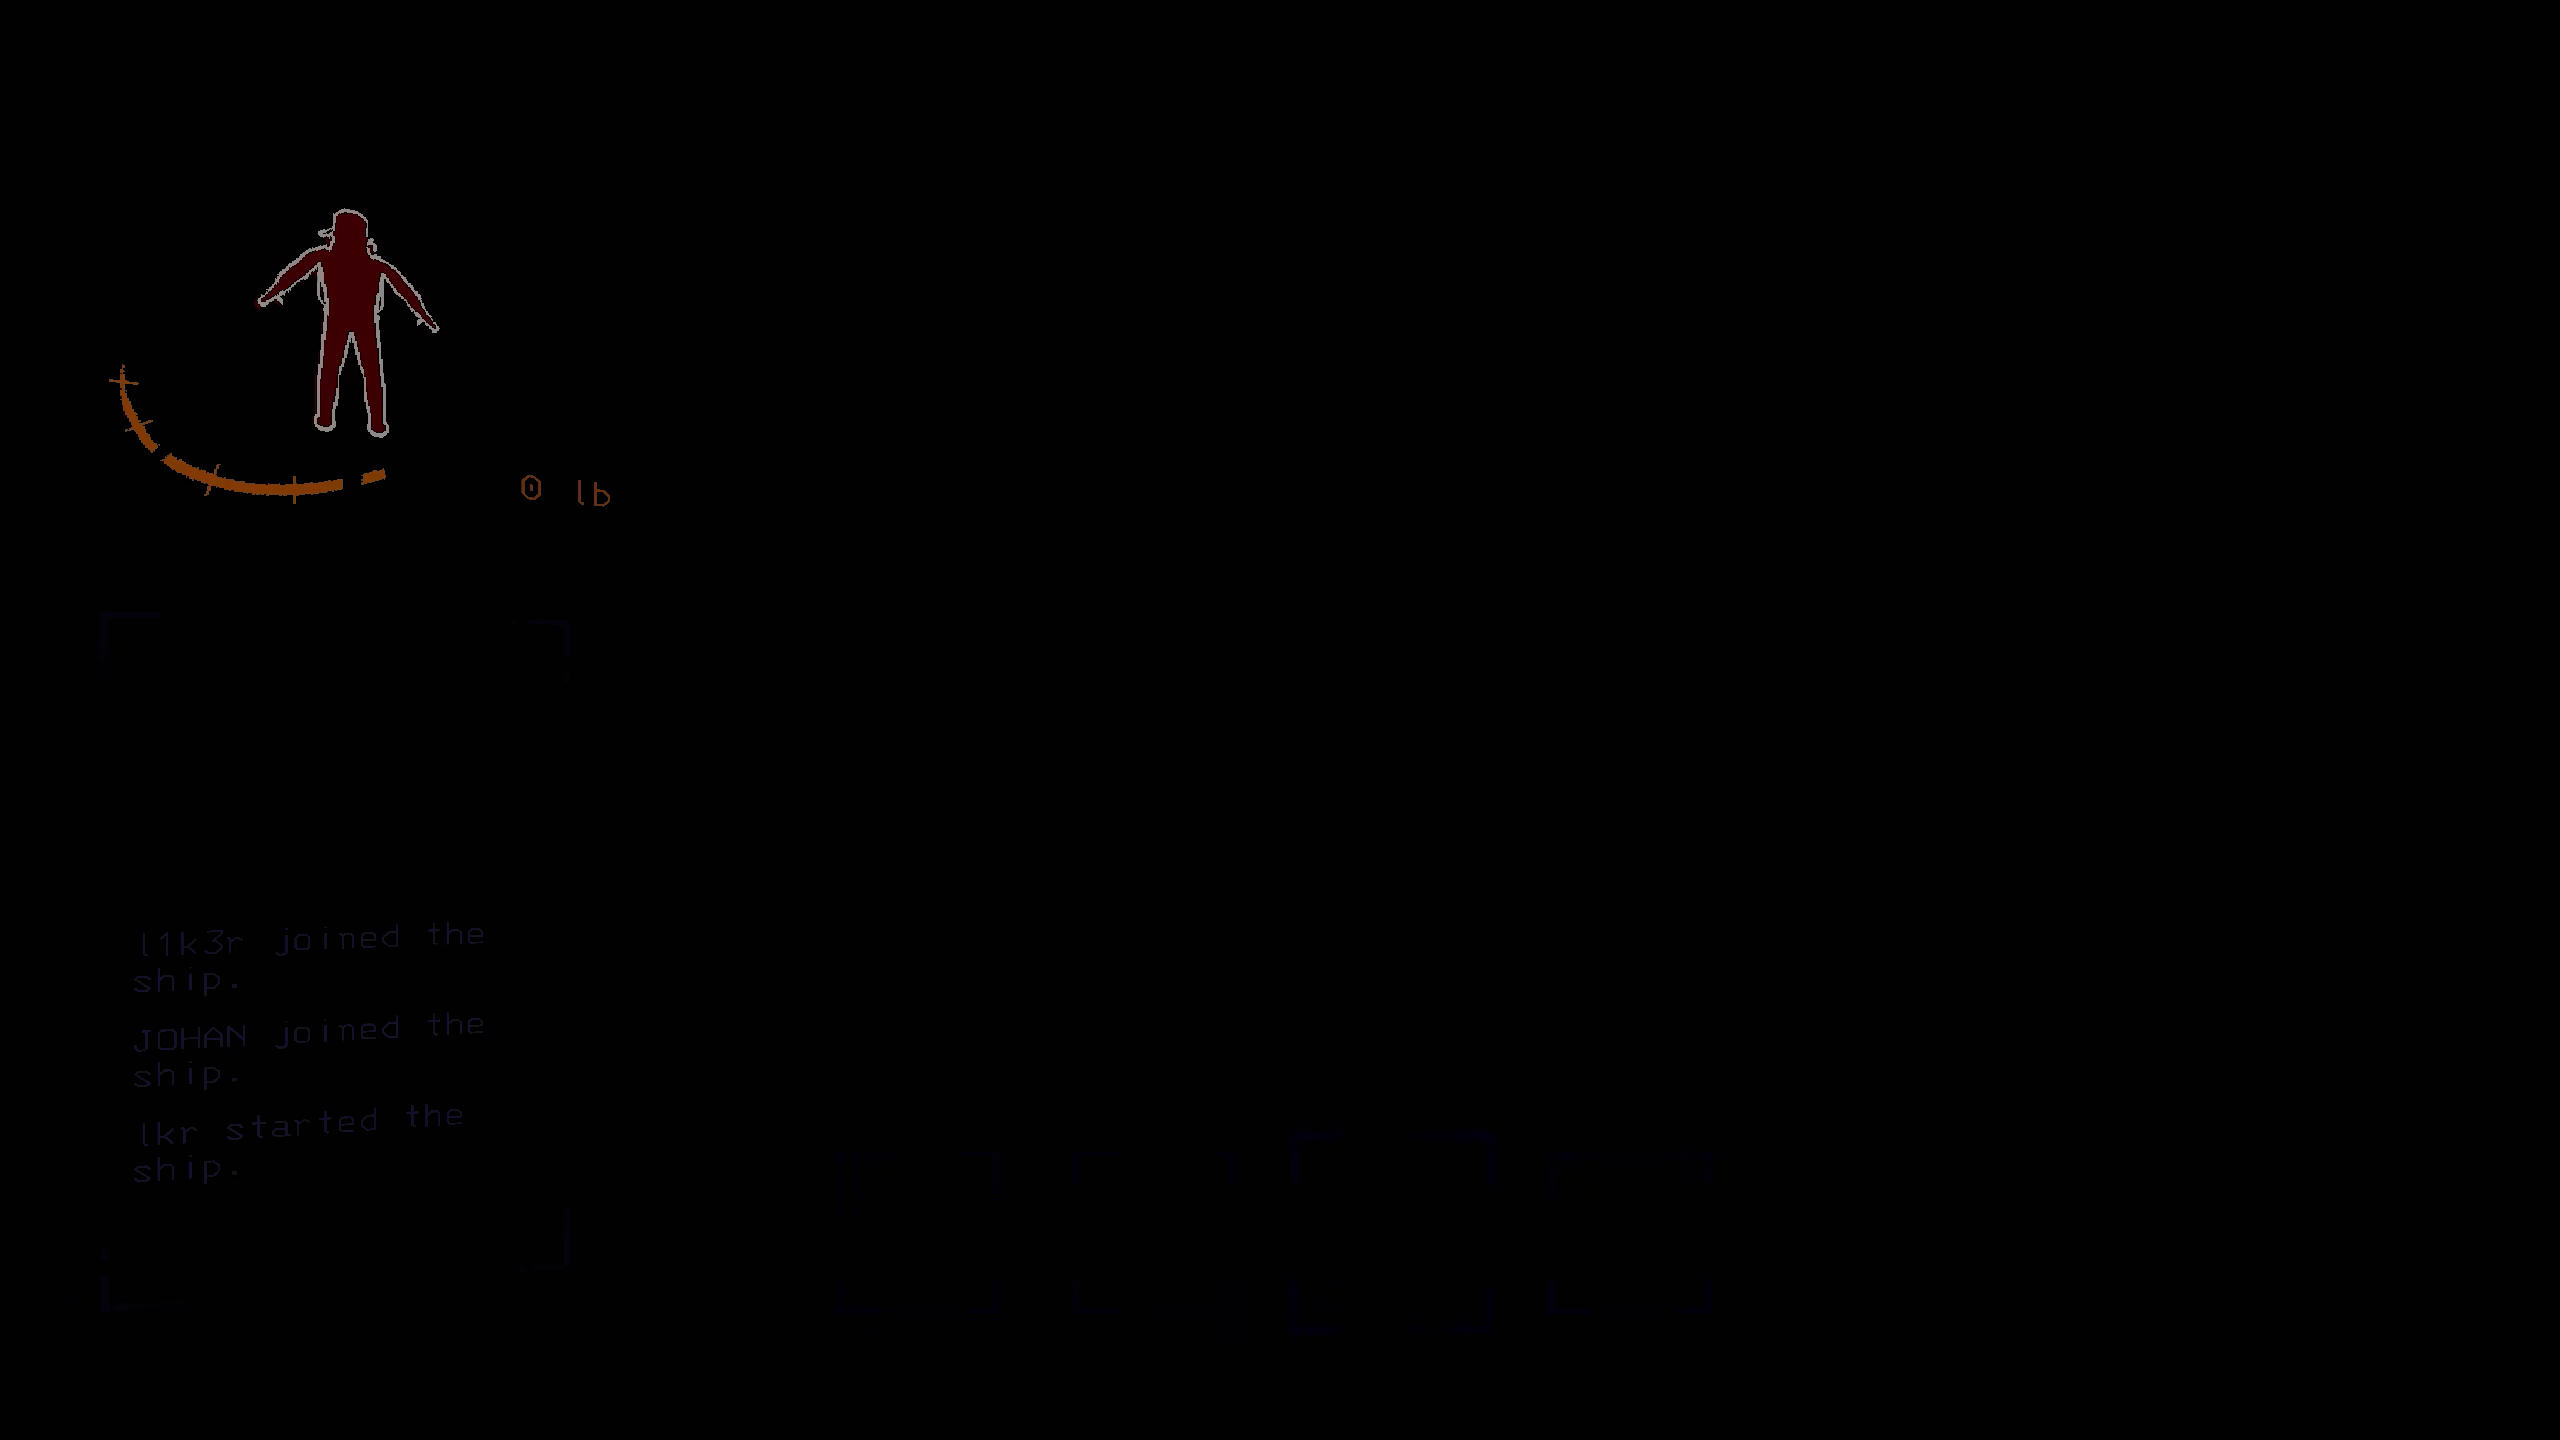 0 lb
l1k3r joined the
ship.
JOHAN joined the
ship.
lkr started the
ship.